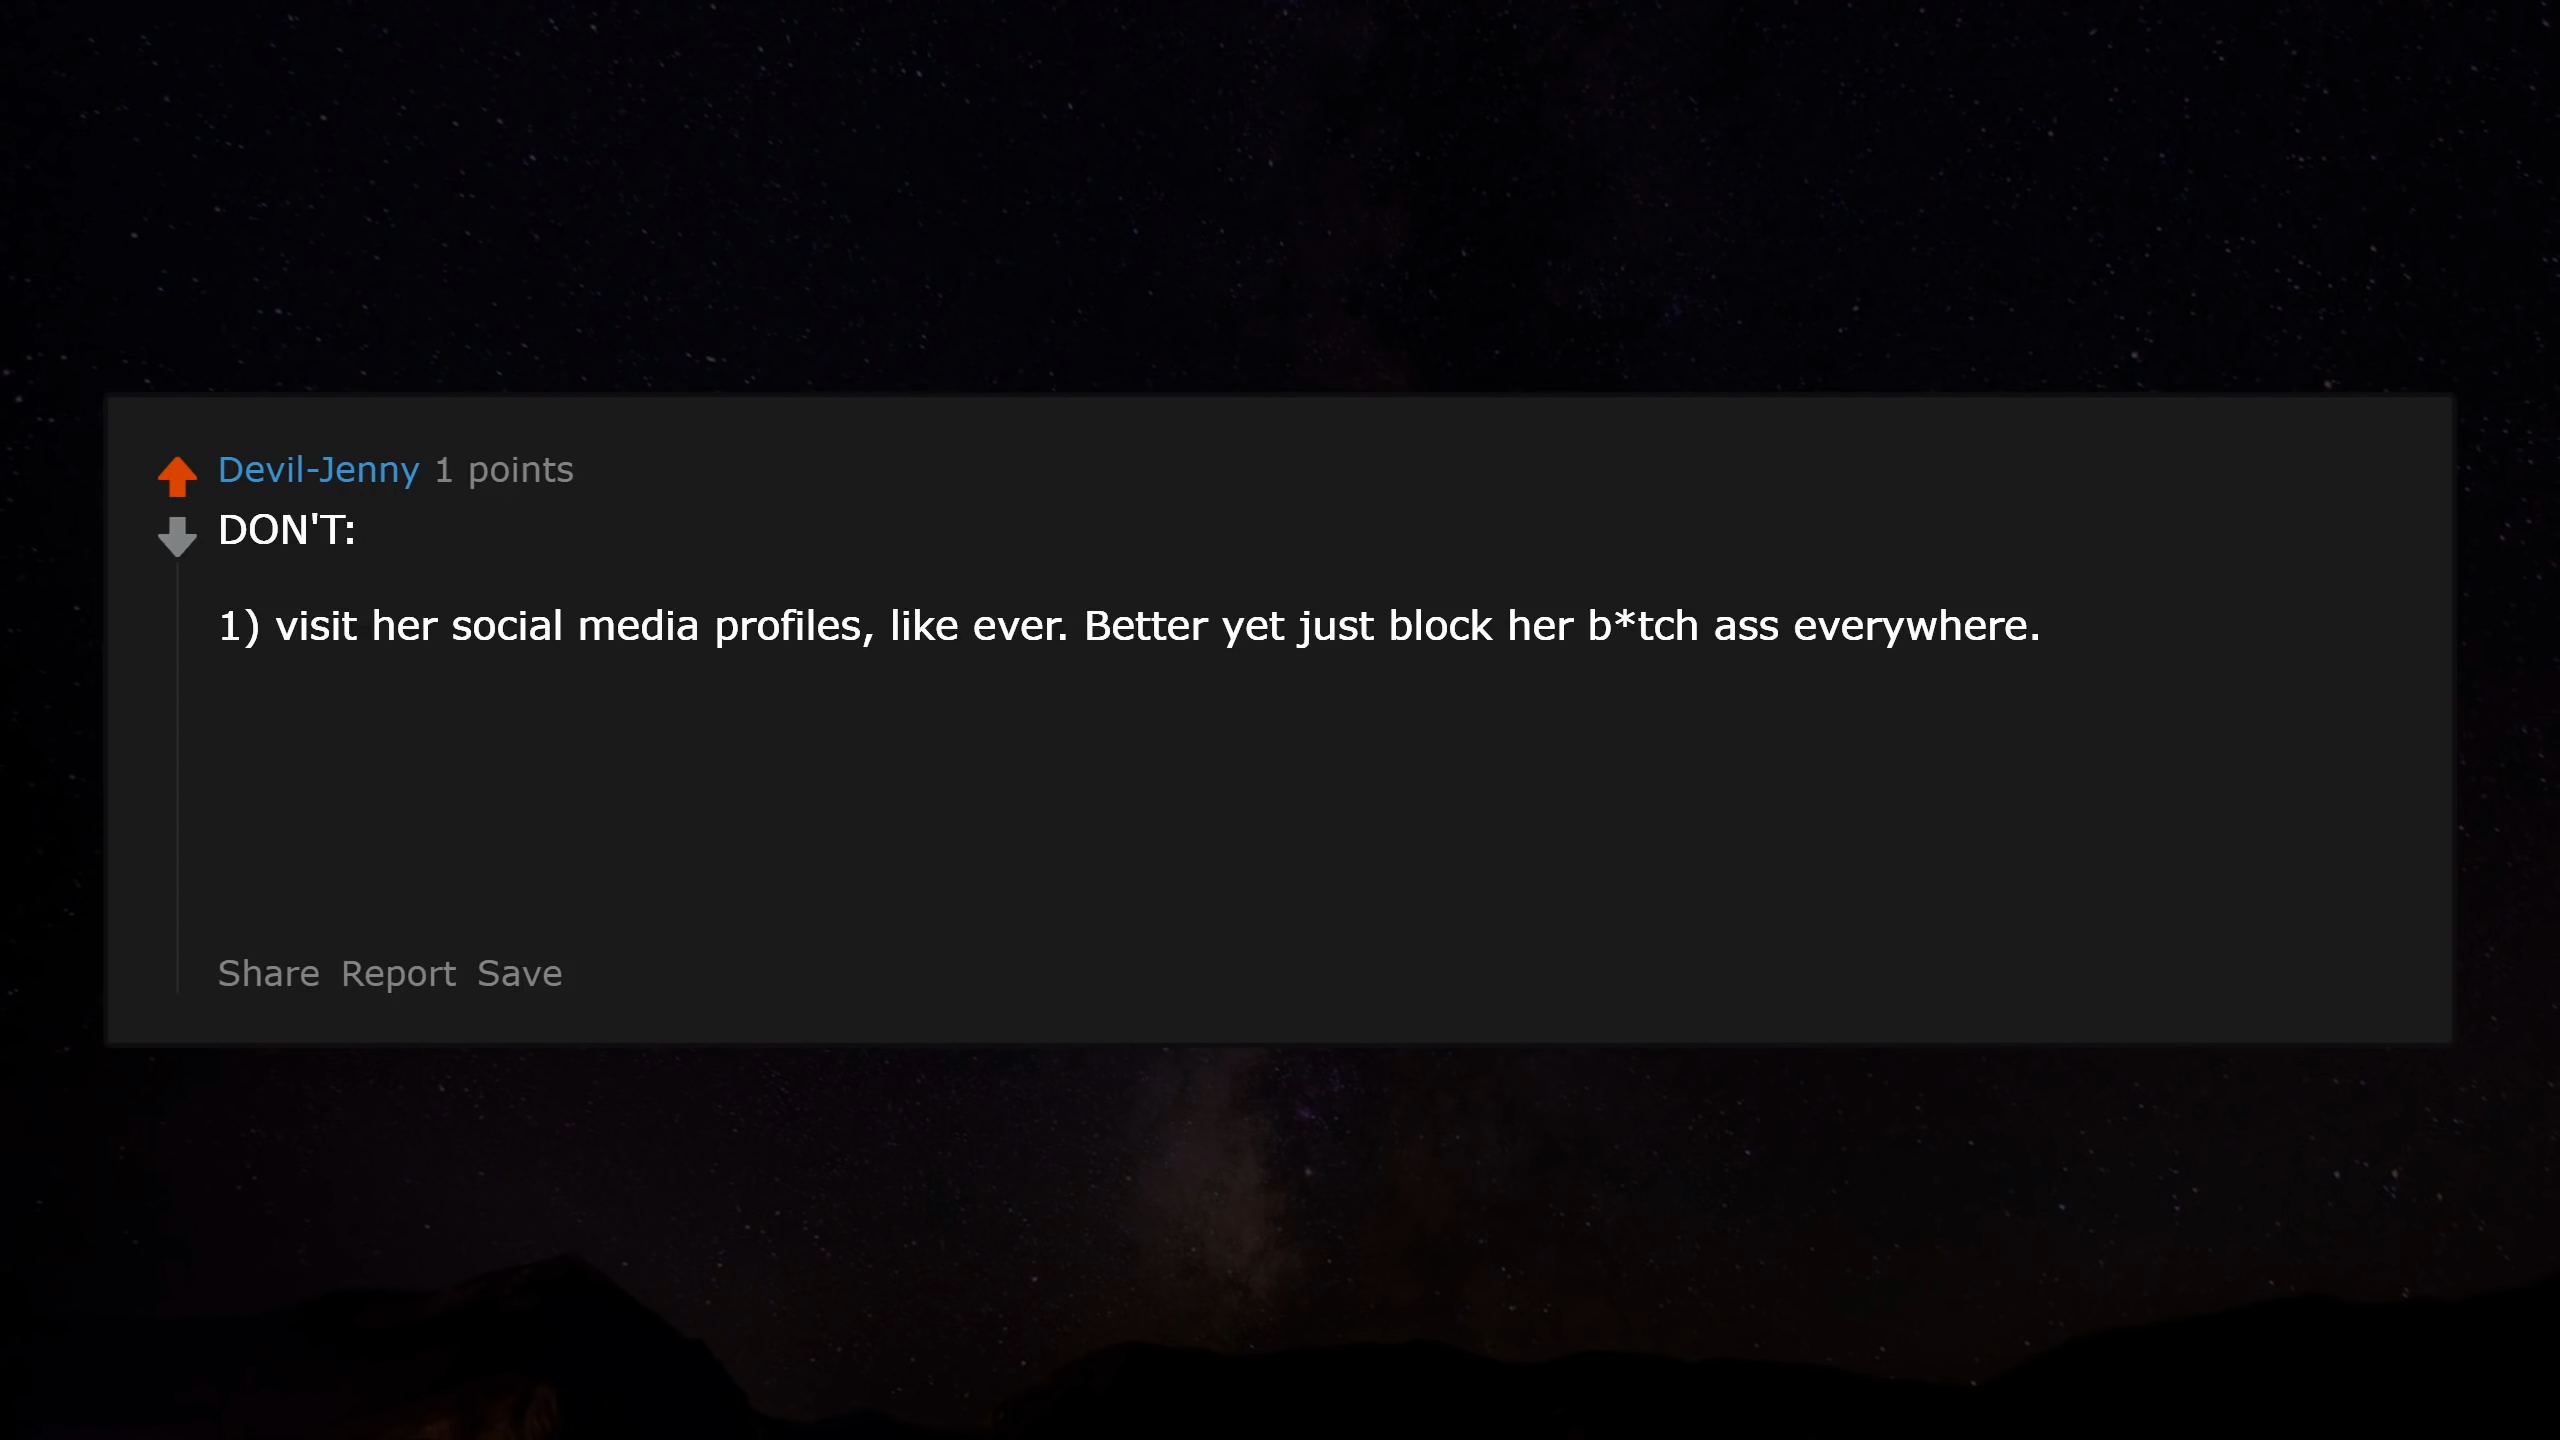 Devil-Jenny 1 points
DON'T:
1) visit her social media profiles, like ever. Better yet just block her b*tch ass everywhere.
Share Report Save